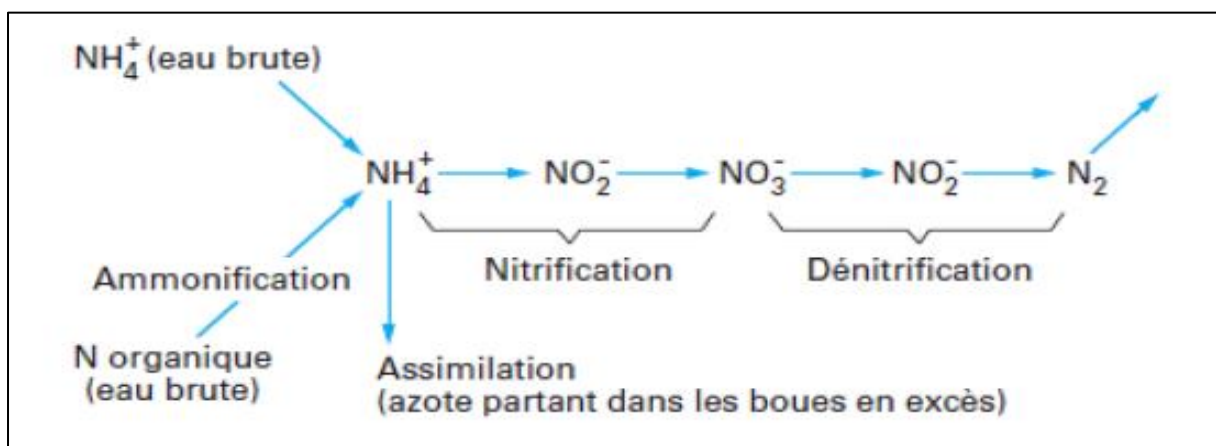 NH₄⁺ (eau brute)
NH₄⁺ NO₂⁻ NO₃⁻ NO₂⁻ N₂
Nitrification Dénitrification
Ammonification
N organique
(eau brute)
Assimilation
(azote partant dans les boues en excès)